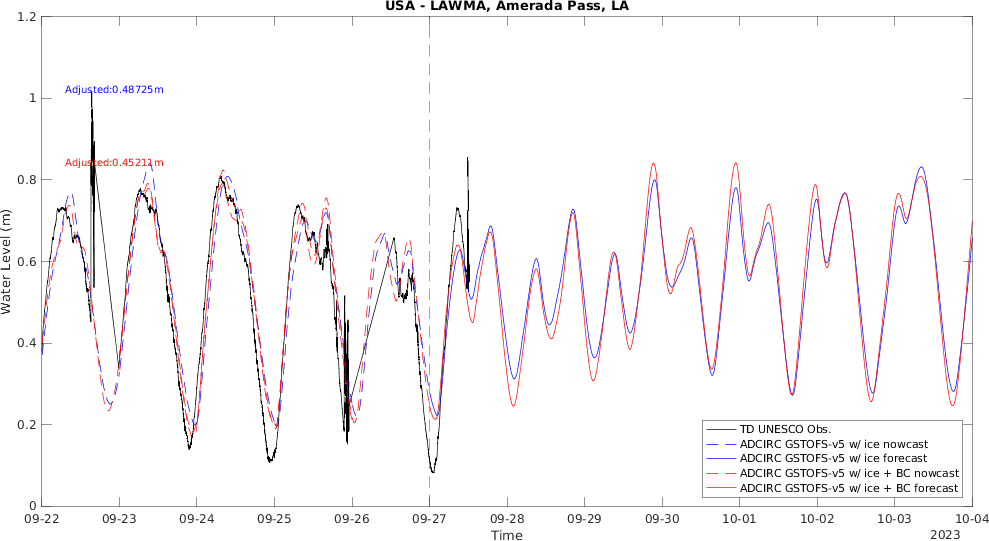 USA - LAWMA, Amerada Pass, LA
1.2
1
0.8
0.6
0.4
0.2
0
Water Level (m)
Adjusted:0.48725m
Adjusted:0.45211m
TD UNESCO Obs.
ADCIRC GSTOFS-v5 w/ ice nowcast
ADCIRC GSTOFS-v5 w/ ice forecast
ADCIRC GSTOFS-v5 w/ ice + BC nowcast
ADCIRC GSTOFS-v5 w/ ice + BC forecast
09-22 09-23 09-24 09-25 09-26 09-27 09-28 09-29 09-30 10-01 10-02 10-03 10-04
Time
2023